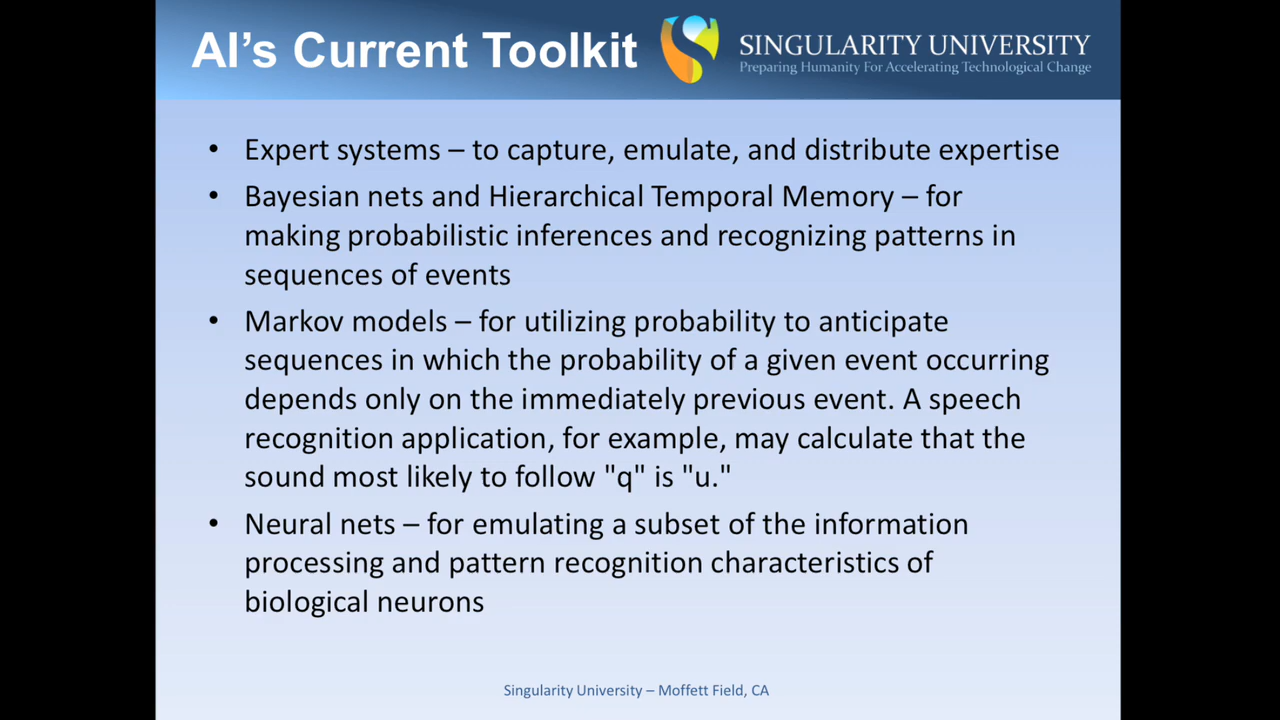 AI's Current Toolkit
SINGULARITY UNIVERSITY
Preparing Humanity For Accelerating Technological Change
• Expert systems – to capture, emulate, and distribute expertise
• Bayesian nets and Hierarchical Temporal Memory – for
making probabilistic inferences and recognizing patterns in
sequences of events
• Markov models – for utilizing probability to anticipate
sequences in which the probability of a given event occurring
depends only on the immediately previous event. A speech
recognition application, for example, may calculate that the
sound most likely to follow "q" is "u."
• Neural nets – for emulating a subset of the information
processing and pattern recognition characteristics of
biological neurons
Singularity University – Moffett Field, CA